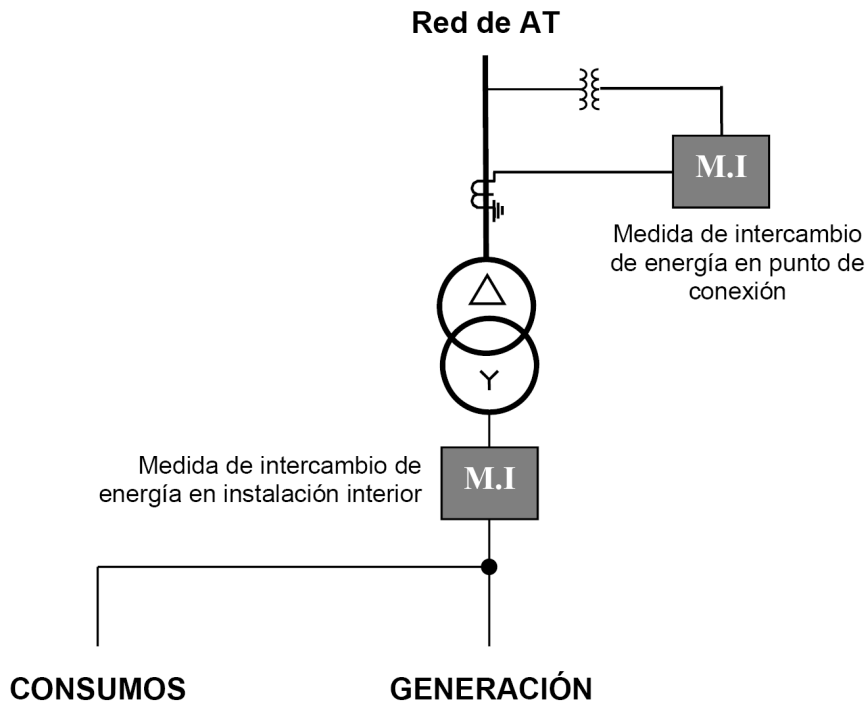 Red de AT
M.I
Medida de intercambio
de energía en punto de
conexión
Medida de intercambio de
energía en instalación interior
M.I
CONSUMOS
GENERACIÓN